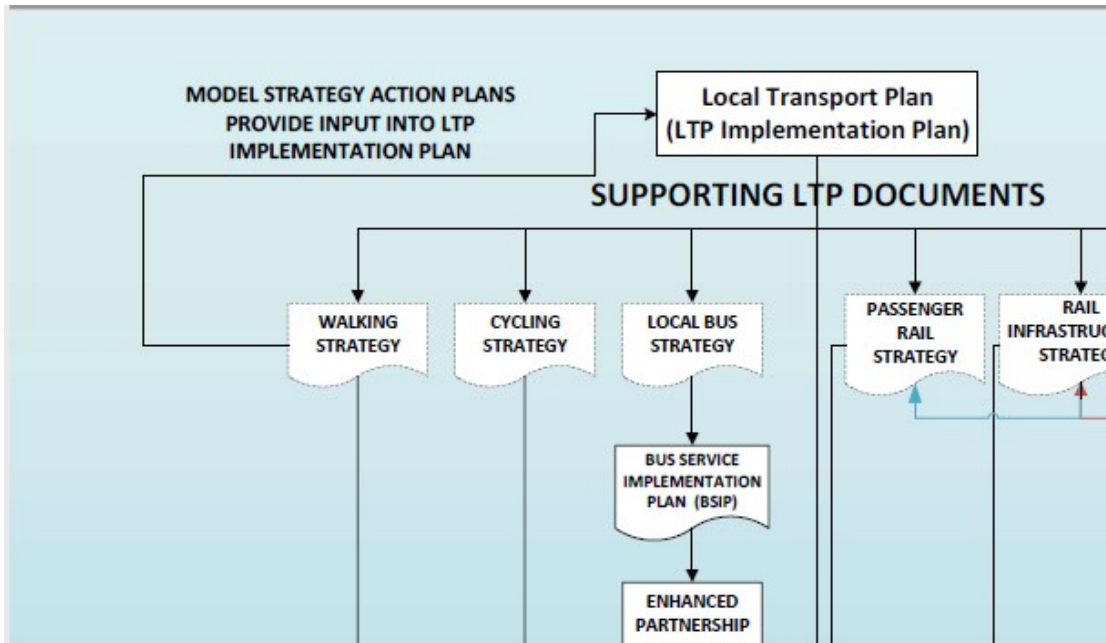 MODEL STRATEGY ACTION PLANS
PROVIDE INPUT INTO LTP
IMPLEMENTATION PLAN
Local Transport Plan
(LTP Implementation Plan)
SUPPORTING LTP DOCUMENTS
WALKING
STRATEGY
CYCLING
STRATEGY
LOCAL BUS
STRATEGY
PASSENGER
RAIL
STRATEGY
RAIL
BUS SERVICE
IMPLEMENTATION
PLAN (BSIP)
ENHANCED
PARTNERSHIP